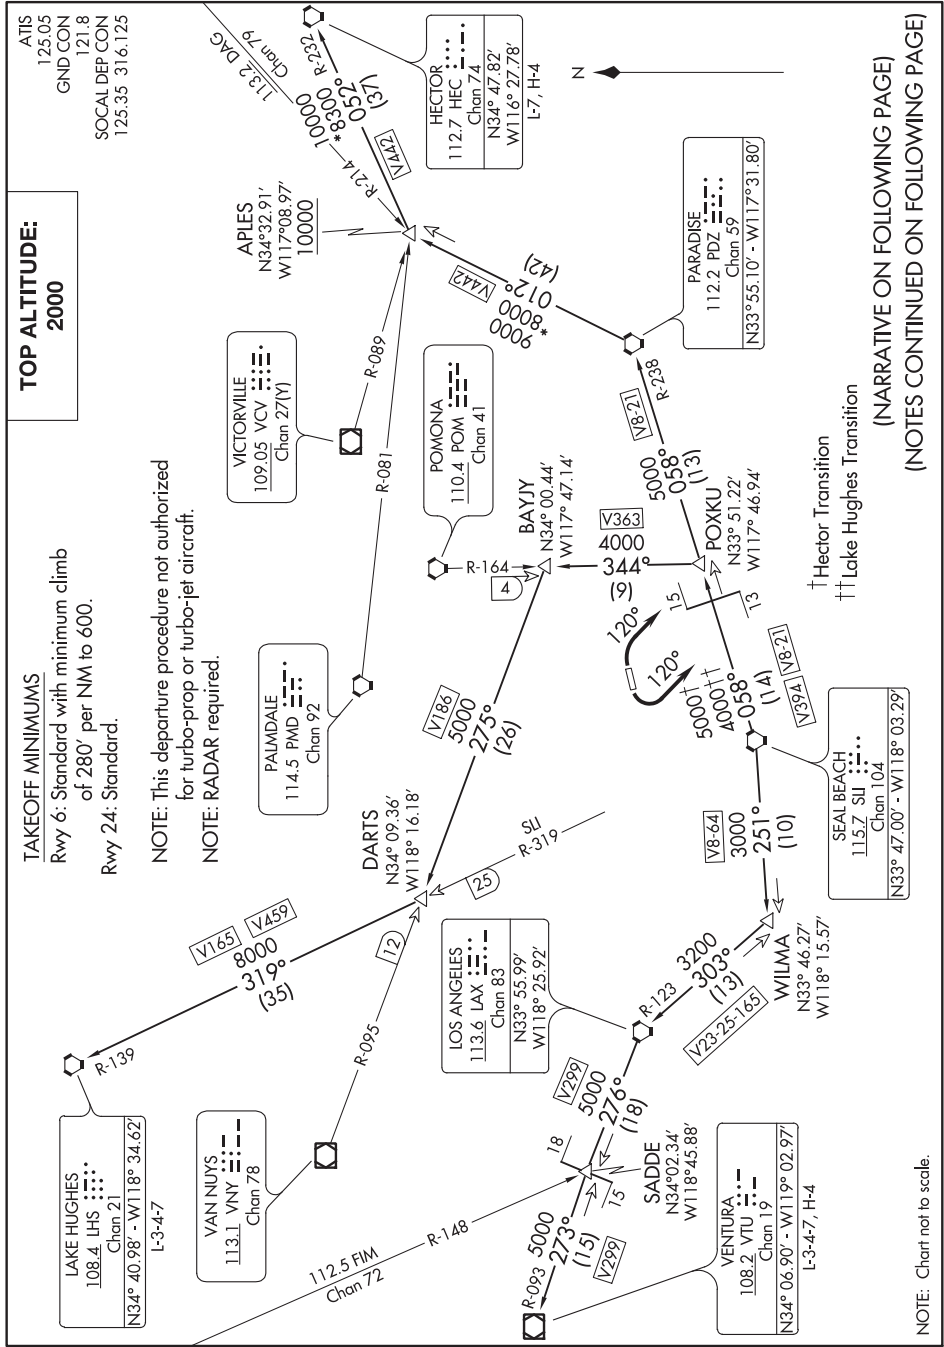 ATIS
125.05
GND CON
121.8
SOCAL DEP CON
125.35 316.125
TOP ALTITUDE:
2000
TAKEOFF MINIMUMS
Rwy 6: Standard with minimum climb
of 280' per NM to 600.
Rwy 24: Standard.
NOTE: This departure procedure not authorized
for turbo-prop or turbo-jet aircraft.
NOTE: RADAR required.
LAKE HUGHES
108.4 LHS
Chan 21
N34° 40.98' - W118° 34.62'
L-3-4-7
R-139
V165
V459
8000
319°
(35)
VAN NUYS
113.1 VNY
Chan 78
R-095
12
DARTS
N34° 09.36'
W118° 16.18'
25
SLI
R-319
PALMDALE
114.5 PMD
Chan 92
R-081
VICTORVILLE
109.05 VCV
Chan 27(Y)
R-089
APLES
N34°32.91'
W117°08.97'
10000
113.2 DAG
Chan 79
R-214
R-232
10000
*8300
052°
(37)
V442
HECTOR
112.7 HEC
Chan 74
N34° 47.82'
W116° 27.78'
L-7, H-4
N
V442
9000
*8000
012°
(42)
POMONA
110.4 POM
Chan 41
R-164
4
BAYJY
N34° 00.44'
W117° 47.14'
V186
5000
275°
(26)
V363
4000
344°
(9)
PARADISE
112.2 PDZ
Chan 59
N33°55.10' - W117°31.80'
R-238
V8-21
5000
058°
(13)
POXKU
N33° 51.22'
W117° 46.94'
15
13
120°
120°
5000†
4000††
058°
(14)
V394
V8-21
SEAL BEACH
115.7 SLI
Chan 104
N33° 47.00' - W118° 03.29'
V8-64
3000
251°
(10)
WILMA
N33° 46.27'
W118° 15.57'
3200
303°
(13)
V23-25-165
R-123
LOS ANGELES
113.6 LAX
Chan 83
N33° 55.99'
W118° 25.92'
V299
5000
276°
(18)
18
15
SADDE
N34°02.34'
W118°45.88'
112.5 FIM
Chan 72
R-148
R-093
5000
273°
(15)
V299
VENTURA
108.2 VTU
Chan 19
N34° 06.90' - W119° 02.97'
L-3-4-7, H-4
†Hector Transition
††Lake Hughes Transition
(NARRATIVE ON FOLLOWING PAGE)
(NOTES CONTINUED ON FOLLOWING PAGE)
NOTE: Chart not to scale.